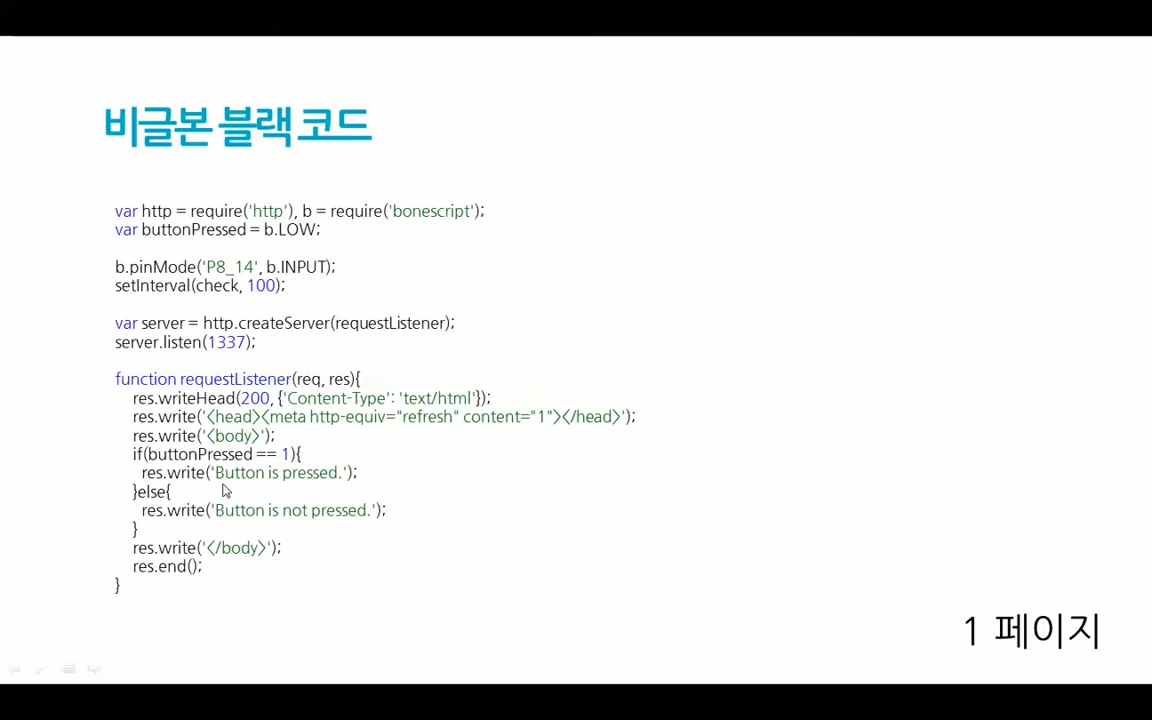 비글본 블랙 코드
var http = require('http'), b = require('bonescript');
var buttonPressed = b.LOW;
b.pinMode('P8_14', b.INPUT);
setInterval(check, 100);
var server = http.createServer(requestListener);
server.listen(1337);
function requestListener(req, res){
res.writeHead(200, {'Content-Type': 'text/html'});
res.write('<head><meta http-equiv="refresh" content="1"></head>');
res.write('<body>');
if(buttonPressed == 1){
res.write('Button is pressed.');
}else{
res.write('Button is not pressed.');
}
res.write('</body>');
res.end();
}
1 페이지